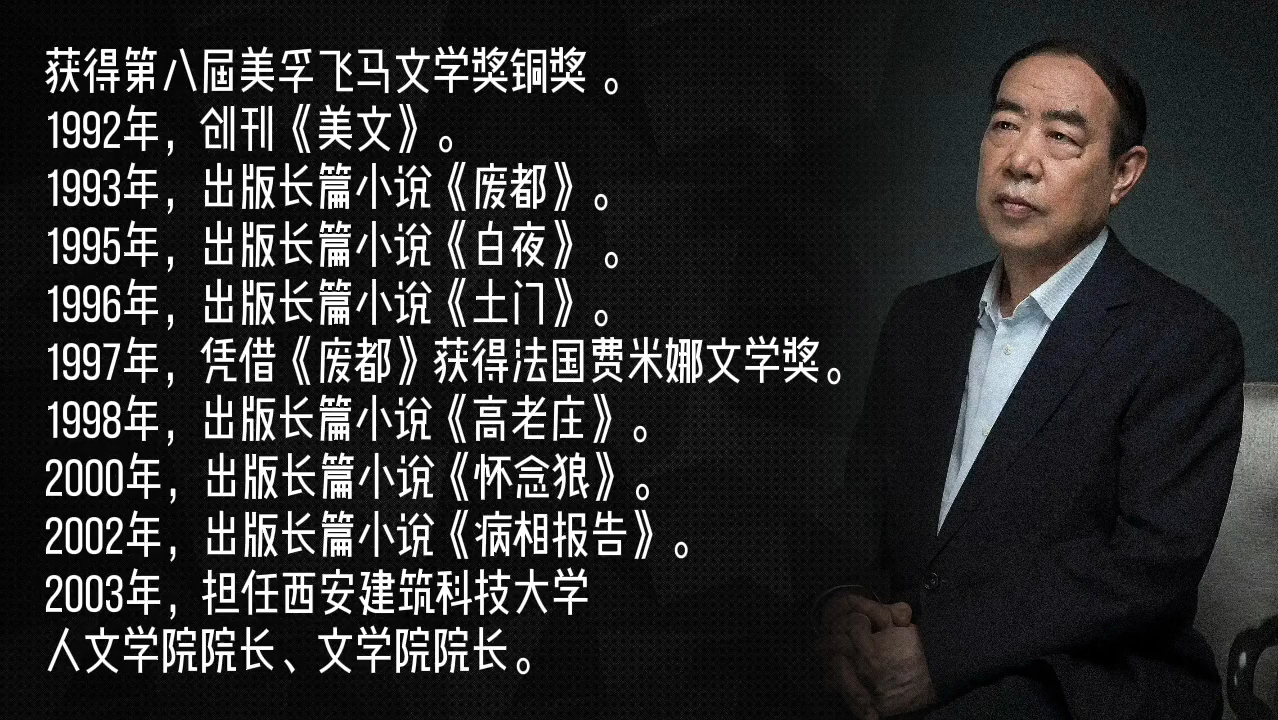 获得第八届美孚飞马文学奖铜奖 。
1992年，创刊《美文》。
1993年，出版长篇小说《废都》。
1995年，出版长篇小说《白夜》 。
1996年，出版长篇小说《土门》。
1997年，凭借《废都》获得法国费米娜文学奖。
1998年，出版长篇小说《高老庄》。
2000年，出版长篇小说《怀念狼》。
2002年，出版长篇小说《病相报告》。
2003年，担任西安建筑科技大学
人文学院院长、文学院院长。